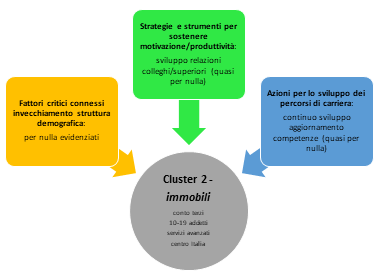 Strategie e strumenti per
sostenere
motivazione/produttività:
sviluppo relazioni
colleghi/superiori (quasi
per nulla)
Fattori critici connessi
invecchiamento struttura
demografica:
per nulla evidenziati
Azioni per lo sviluppo dei
percorsi di carriera:
continuo sviluppo
aggiornamento
competenze (quasi per
nulla)
Cluster 2 -
immobili
conto terzi
10-19 addetti
servizi avanzati
centro Italia